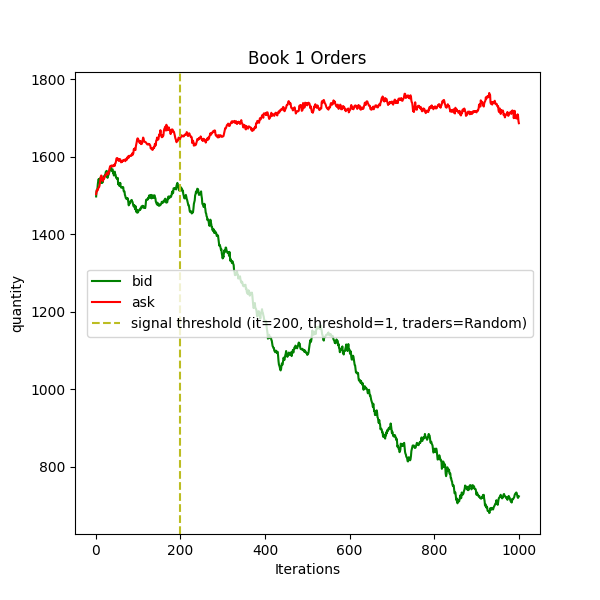 Book 1 Orders
1800
1600
1400
1200
1000
800
quantity
bid
ask
signal threshold (it=200, threshold=1, traders=Random)
0 200 400 600 800 1000
Iterations